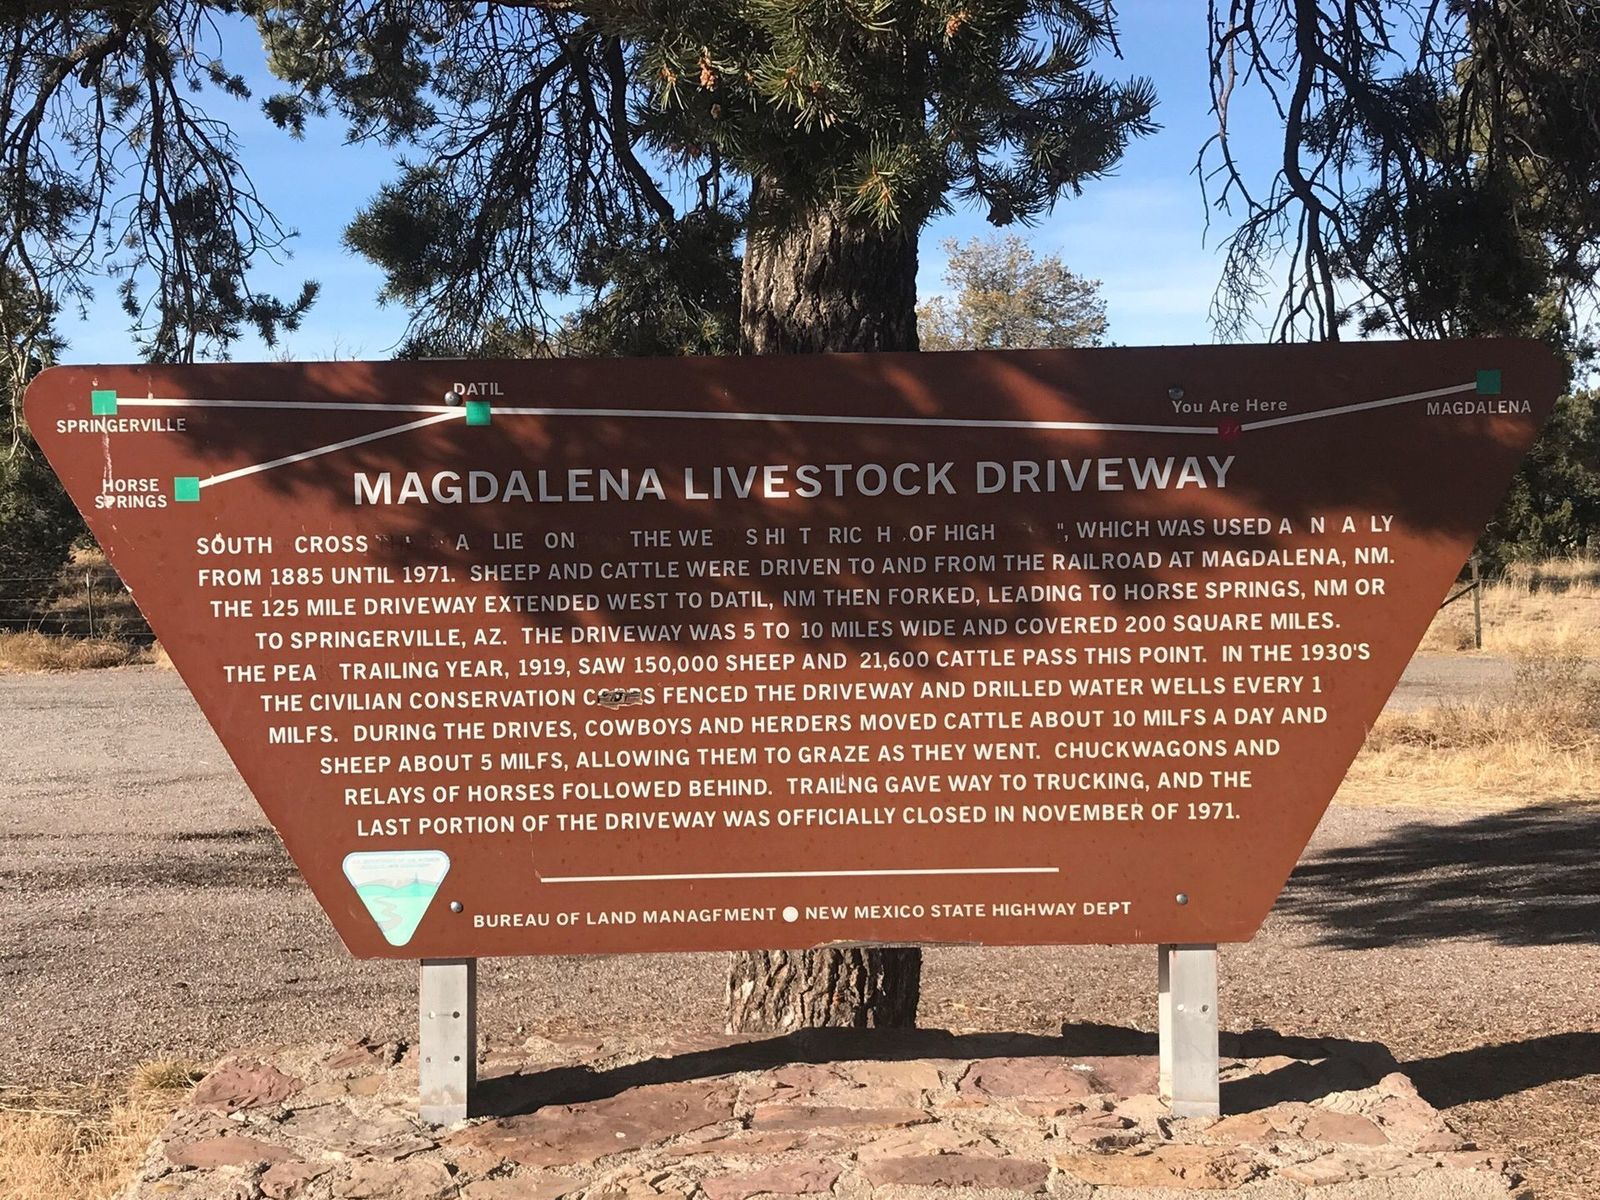 DATIL
SPRINGERVILLE
You Are Here
MAGDALENA
HORSE
SPRINGS
MAGDALENA LIVESTOCK DRIVEWAY
SOUTH CROSS LIE ON THE WE OF HIGH ", WHICH WAS USED
FROM 1885 UNTIL 1971. SHEEP AND CATTLE WERE DRIVEN TO AND FROM THE RAILROAD AT MAGDALENA, NM.
THE 125 MILE DRIVEWAY EXTENDED WEST TO DATIL, NM THEN FORKED, LEADING TO HORSE SPRINGS, NM OR
TO SPRINGERVILLE, AZ. THE DRIVEWAY WAS 5 TO 10 MILES WIDE AND COVERED 200 SQUARE MILES.
THE PEA TRAILING YEAR, 1919, SAW 150,000 SHEEP AND 21,600 CATTLE PASS THIS POINT. IN THE 1930'S
THE CIVILIAN CONSERVATION FENCED THE DRIVEWAY AND DRILLED WATER WELLS EVERY 1
MILFS. DURING THE DRIVES, COWBOYS AND HERDERS MOVED CATTLE ABOUT 10 MILFS A DAY AND
SHEEP ABOUT 5 MILFS, ALLOWING THEM TO GRAZE AS THEY WENT. CHUCKWAGONS AND
RELAYS OF HORSES FOLLOWED BEHIND. TRAILNG GAVE WAY TO TRUCKING, AND THE
LAST PORTION OF THE DRIVEWAY WAS OFFICIALLY CLOSED IN NOVEMBER OF 1971.
BUREAU OF LAND MANAGFMENT ● NEW MEXICO STATE HIGHWAY DEPT